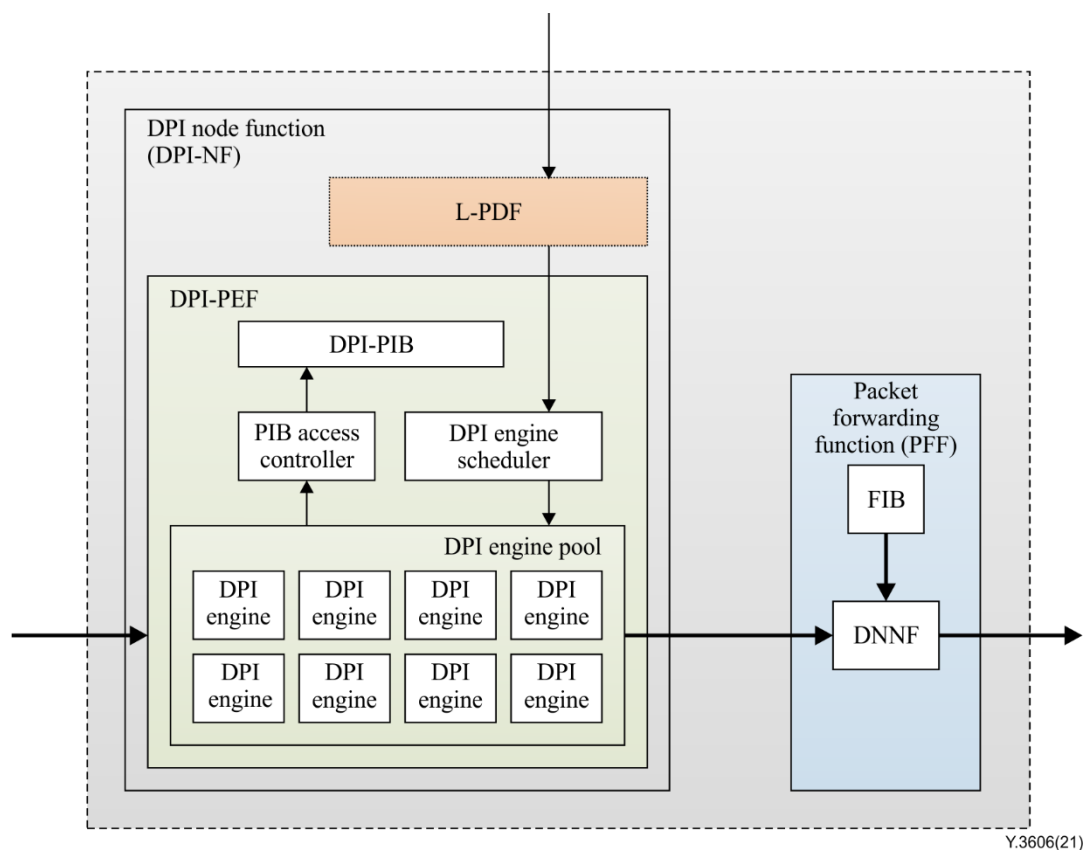 DPI node function
(DPI-NF)
L-PDF
DPI-PEF
DPI-PIB
PIB access
controller
DPI engine
scheduler
Packet
forwarding
function (PFF)
FIB
DPI engine pool
DPI
engine
DPI
engine
DPI
engine
DPI
engine
DNNF
DPI
engine
DPI
engine
DPI
engine
DPI
engine
Y.3606(21)